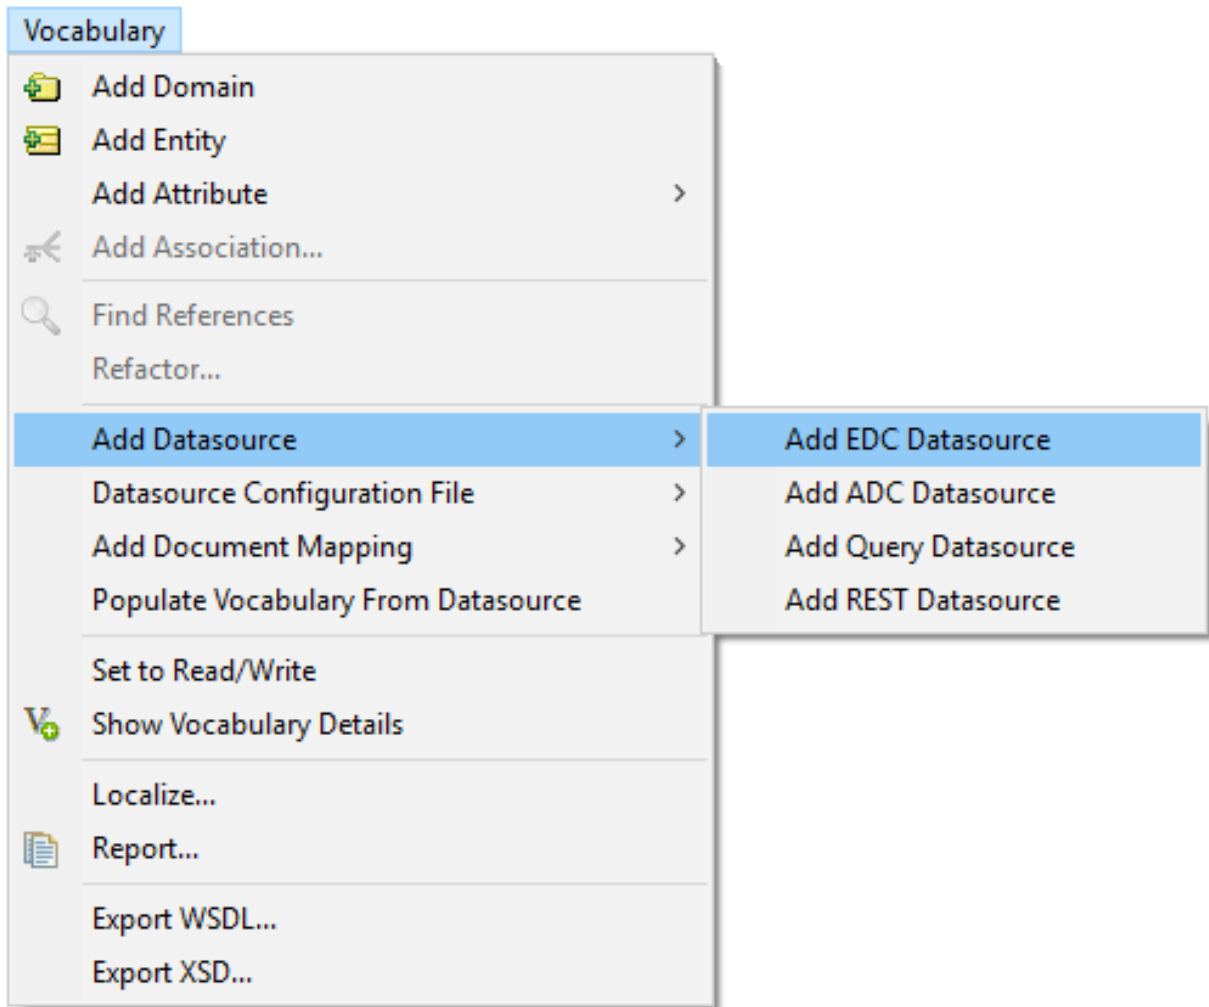 Vocabulary
Add Domain
Add Entity
Add Attribute
Add Association...
Find References
Refactor...
Add Datasource
Datasource Configuration File
Add Document Mapping
Populate Vocabulary From Datasource
Set to Read/Write
Show Vocabulary Details
Localize...
Report...
Export WSDL...
Export XSD...
Add EDC Datasource
Add ADC Datasource
Add Query Datasource
Add REST Datasource